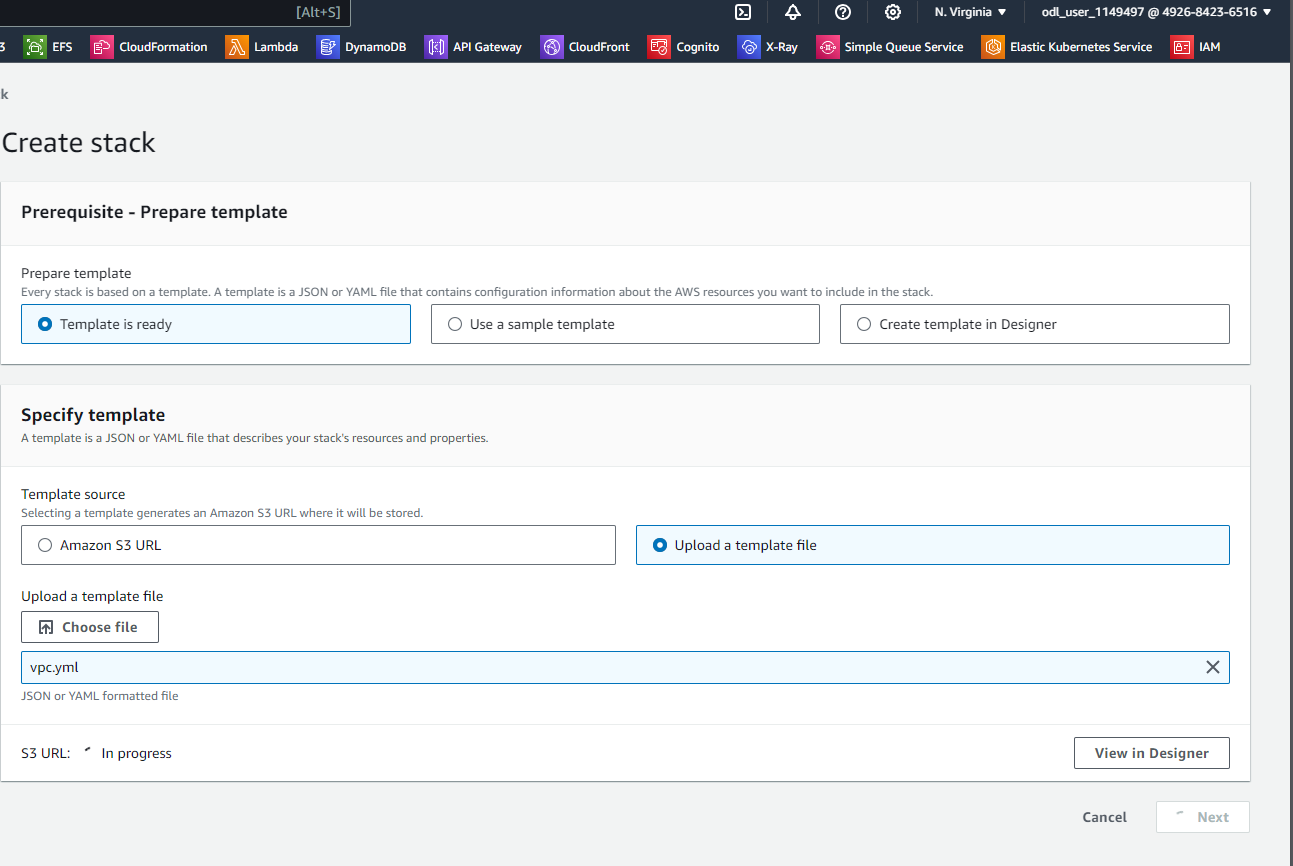 [Alt+S] N. Virginia ▼ odl_user_1149497 @ 4926-8423-6516 ▼
3 EFS CloudFormation Lambda DynamoDB API Gateway CloudFront Cognito X-Ray Simple Queue Service Elastic Kubernetes Service IAM
k
Create stack
Prerequisite - Prepare template
Prepare template
Every stack is based on a template. A template is a JSON or YAML file that contains configuration information about the AWS resources you want to include in the stack.
Template is ready Use a sample template Create template in Designer
Specify template
A template is a JSON or YAML file that describes your stack's resources and properties.
Template source
Selecting a template generates an Amazon S3 URL where it will be stored.
Amazon S3 URL Upload a template file
Upload a template file
Choose file
vpc.yml
JSON or YAML formatted file
S3 URL: In progress View in Designer
Cancel Next